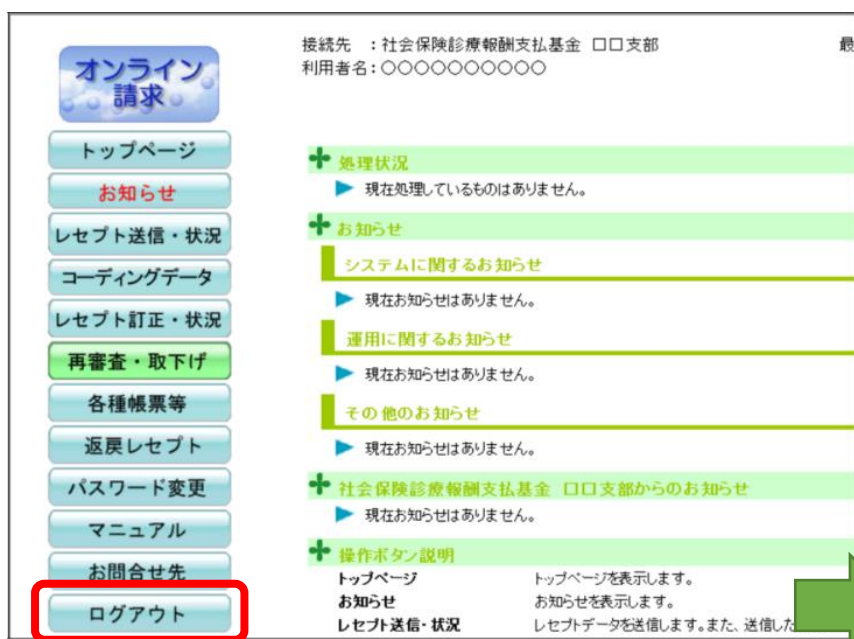 接続先 ：社会保険診療報酬支払基金 口口支部
最
利用者名：○○○○○○○○○○
オンライン
請求
トップページ
お知らせ
レセプト送信・状況
コーディングデータ
レセプト訂正・状況
再審査・取下げ
各種帳票等
返戻レセプト
パスワード変更
マニュアル
お問合せ先
ログアウト
処理状況
現在処理しているものはありません。
お知らせ
システムに関するお知らせ
現在お知らせはありません。
運用に関するお知らせ
現在お知らせはありません。
その他のお知らせ
現在お知らせはありません。
社会保険診療報酬支払基金 口口支部からのお知らせ
現在お知らせはありません。
操作ボタン説明
トップページ トップページを表示します。
お知らせ お知らせを表示します。
レセプト送信・状況 レセプトデータを送信します。また、送信した